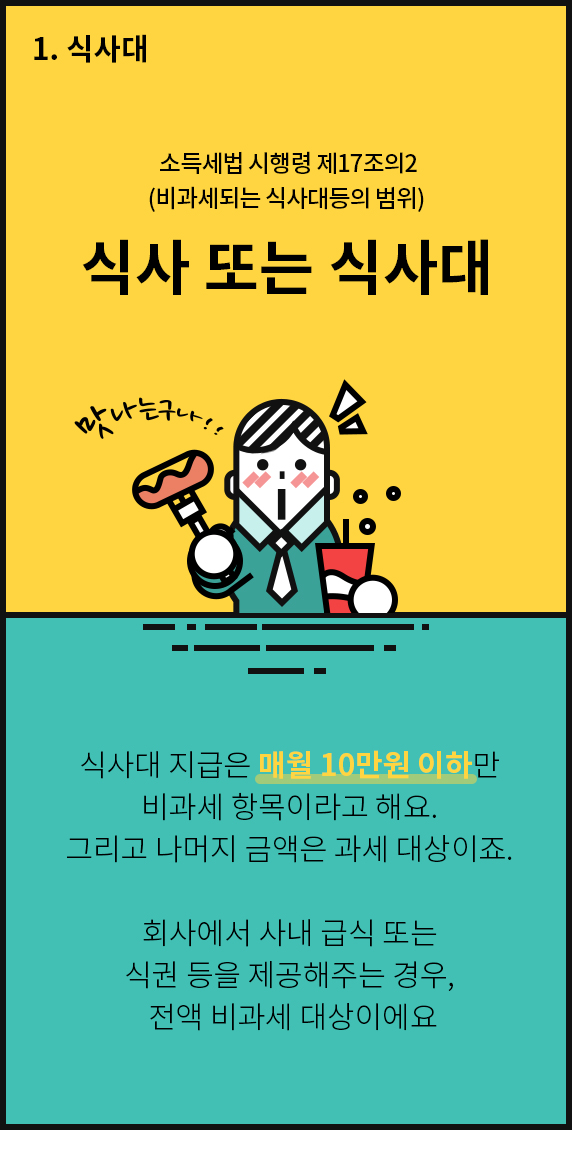 1. 식사대
소득세법 시행령 제17조의2
(비과세되는 식사대등의 범위)
식사 또는 식사대
맛나는구나!!
식사대 지급은 매월 10만원 이하만
비과세 항목이라고 해요.
그리고 나머지 금액은 과세 대상이죠.
회사에서 사내 급식 또는
식권 등을 제공해주는 경우,
전액 비과세 대상이에요